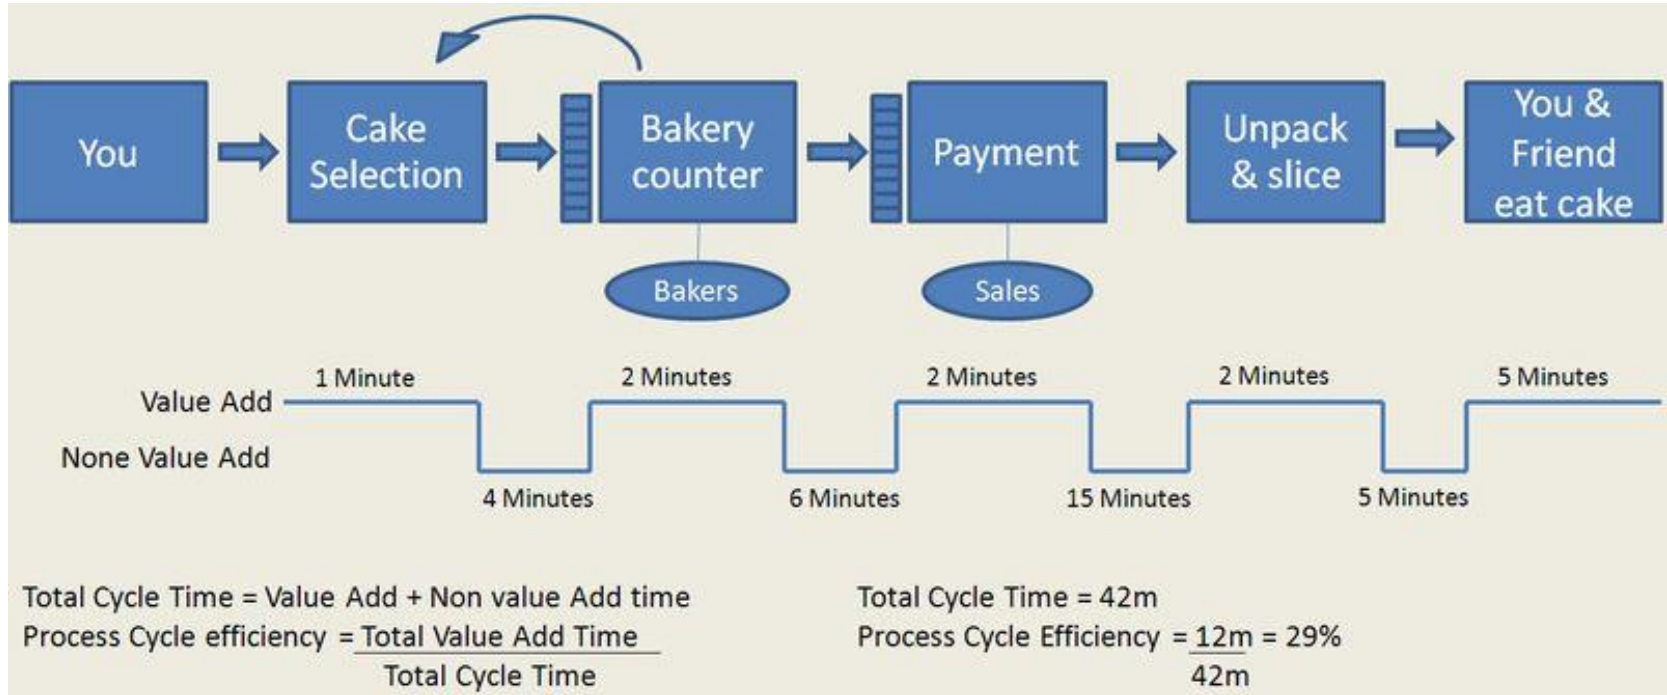 You
Cake
Selection
Bakery
counter
Payment
Unpack
& slice
You &
Friend
eat cake
Bakers
Sales
1 Minute
2 Minutes
2 Minutes
2 Minutes
5 Minutes
Value Add
None Value Add
4 Minutes
6 Minutes
15 Minutes
5 Minutes
Total Cycle Time = Value Add + Non value Add time
Process Cycle efficiency = Total Value Add Time
Total Cycle Time
Total Cycle Time = 42m
Process Cycle Efficiency = 12m = 29%
42m